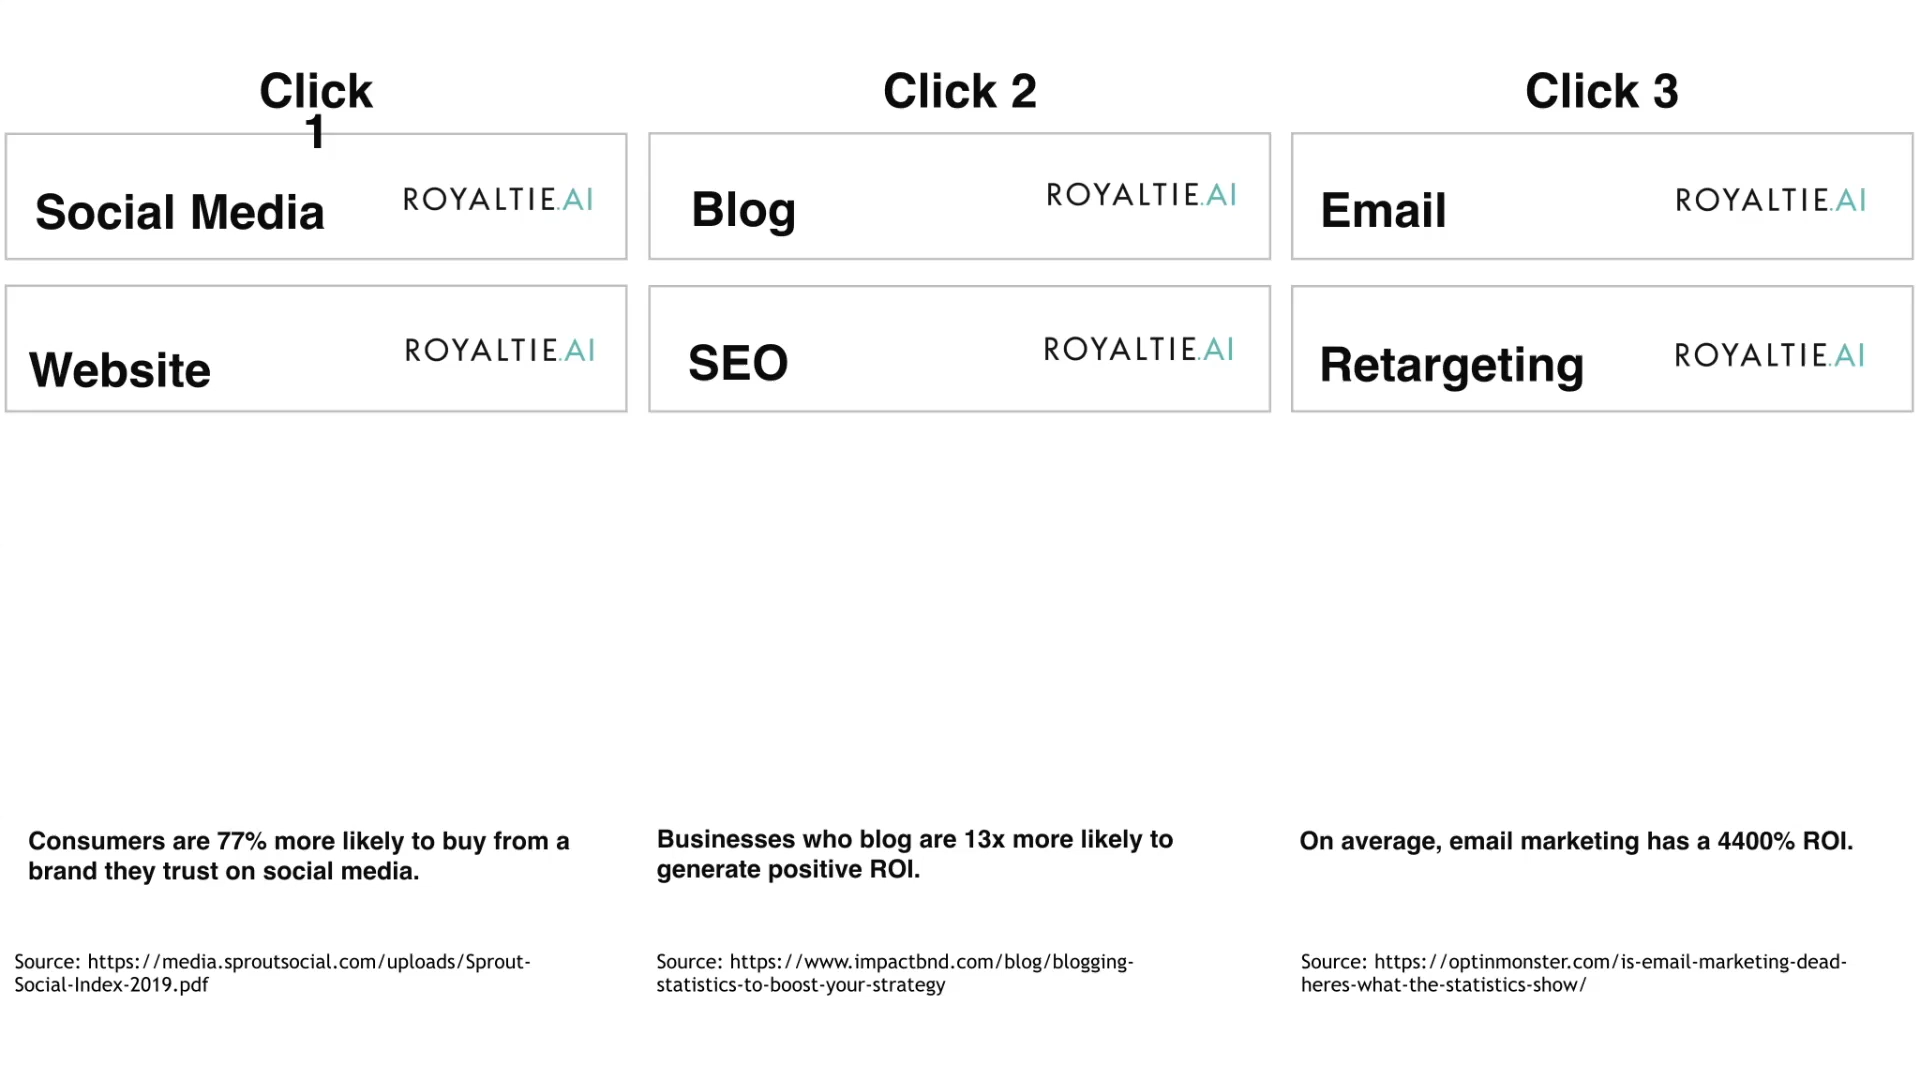 Click
1
Social Media
ROYALTIE.AI
Website
ROYALTIE.AI
Consumers are 77% more likely to buy from a
brand they trust on social media.
Source: https://media.sproutsocial.com/uploads/Sprout-
Social-Index-2019.pdf
Click 2
Blog
ROYALTIE.AI
SEO
ROYALTIE.AI
Businesses who blog are 13x more likely to
generate positive ROI.
Source: https://www.impactbnd.com/blog/blogging-
statistics-to-boost-your-strategy
Click 3
Email
ROYALTIE.AI
Retargeting
ROYALTIE.AI
On average, email marketing has a 4400% ROI.
Source: https://optinmonster.com/is-email-marketing-dead-
heres-what-the-statistics-show/